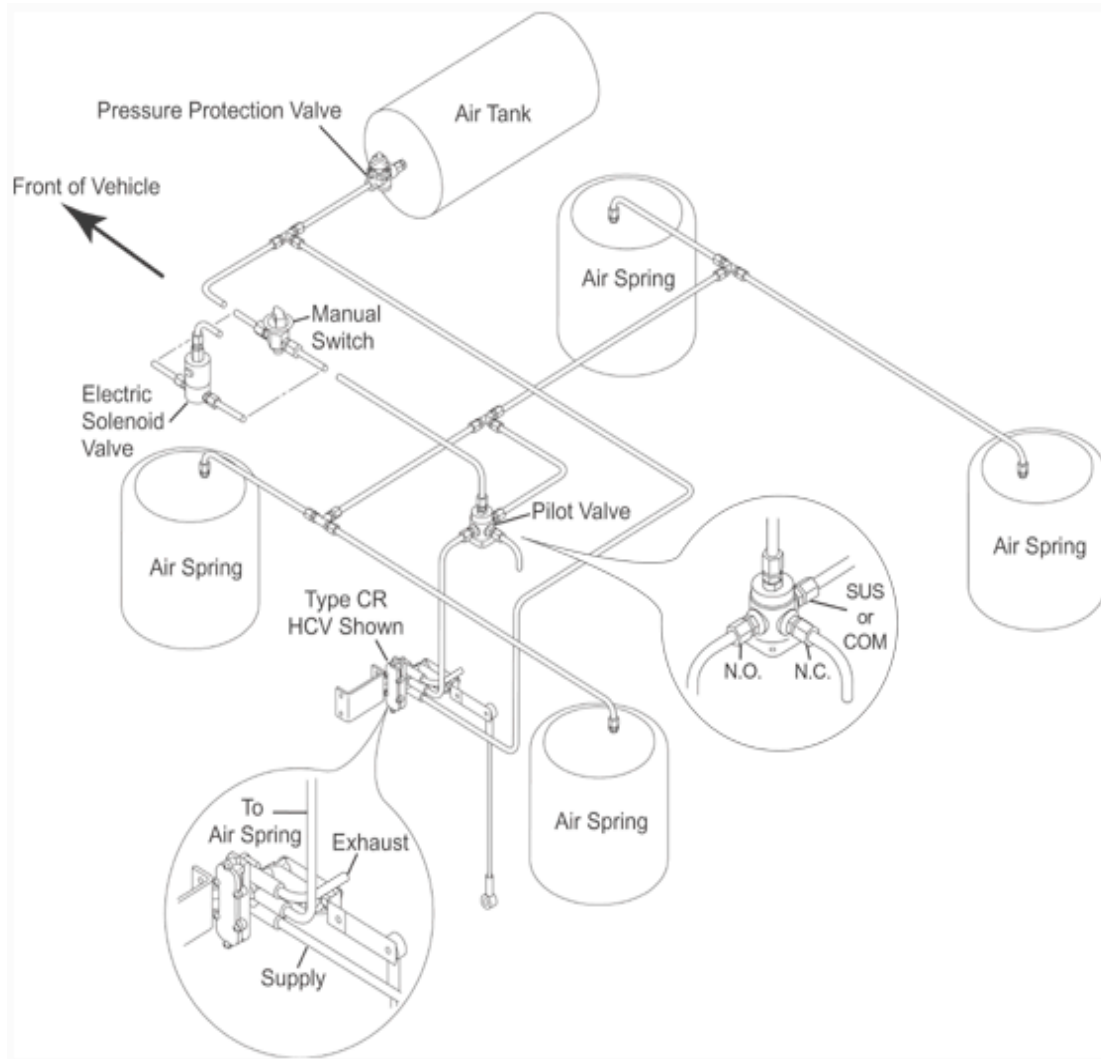 Pressure Protection Valve
Air Tank
Front of Vehicle
Air Spring
Manual
Switch
Electric
Solenoid
Valve
Pilot Valve
Air Spring
Air Spring
SUS
or
COM
N.O.
N.C.
Type CR
HCV Shown
To
Air Spring
Exhaust
Air Spring
Supply